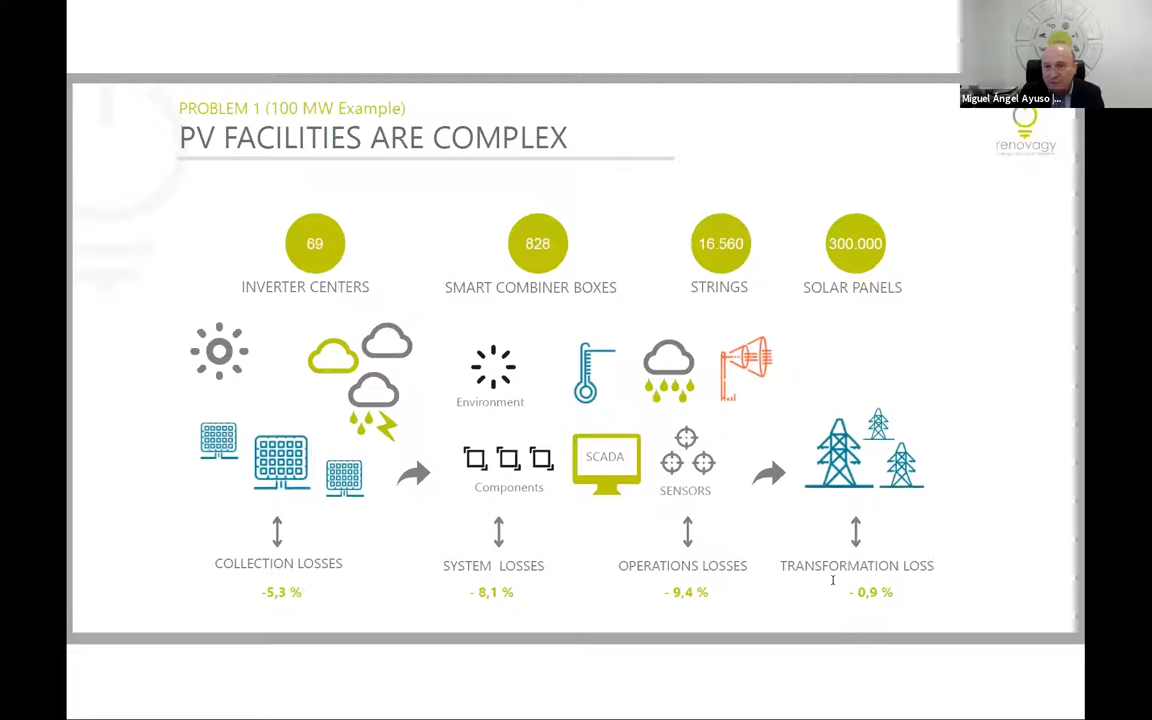 Miguel Ángel Ayuso |...
PROBLEM 1 (100 MW Example)
PV FACILITIES ARE COMPLEX
renovagy
69
828
16.560
300.000
INVERTER CENTERS
SMART COMBINER BOXES
STRINGS
SOLAR PANELS
Environment
SCADA
Components
SENSORS
COLLECTION LOSSES
SYSTEM LOSSES
OPERATIONS LOSSES
TRANSFORMATION LOSS
-5,3 %
- 8,1 %
- 9,4 %
- 0,9 %